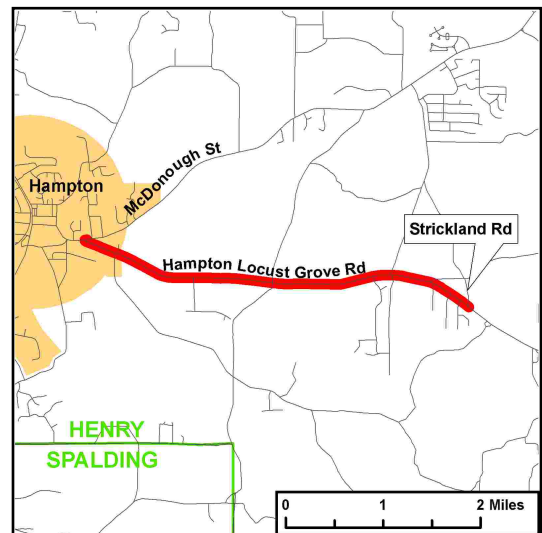 Hampton
McDonough St
Strickland Rd
Hampton Locust Grove Rd
HENRY
SPALDING
0 1 2 Miles